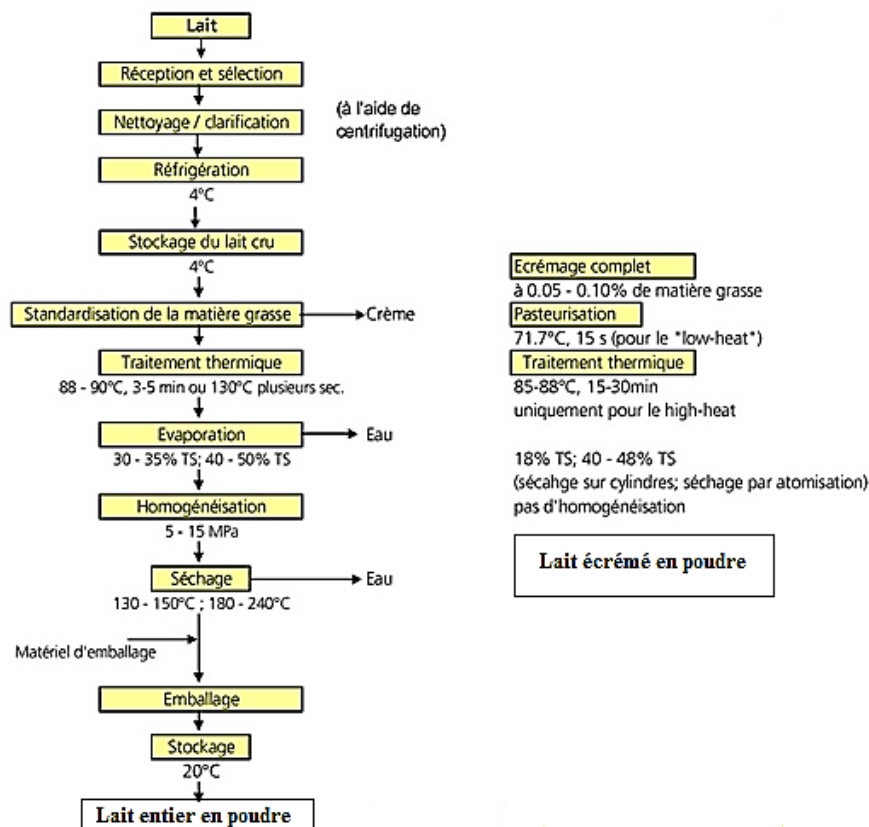 Lait
Réception et sélection
Nettoyage / clarification
(à l'aide de
centrifugation)
Réfrigération
4°C
Stockage du lait cru
4°C
Standardisation de la matière grasse
Crème
Traitement thermique
88 - 90°C, 3-5 min ou 130°C plusieurs sec.
Evaporation
Eau
30 - 35% TS; 40 - 50% TS
Homogénéisation
5 - 15 MPa
Séchage
Eau
130 - 150°C ; 180 - 240°C
Matériel d'emballage
Emballage
Stockage
20°C
Lait entier en poudre
Ecrémage complet
à 0.05 - 0.10% de matière grasse
Pasteurisation
71.7°C, 15 s (pour le "low-heat")
Traitement thermique
85-88°C, 15-30min
uniquement pour le high-heat
18% TS; 40 - 48% TS
(sécahge sur cylindres; séchage par atomisation)
pas d'homogénéisation
Lait écrémé en poudre